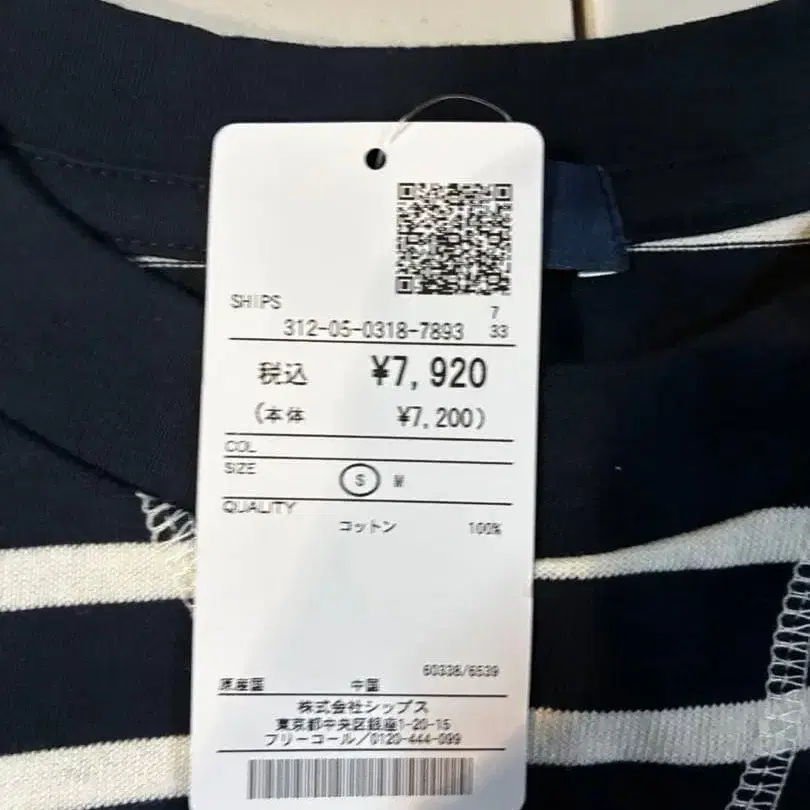 SHIPS
7
312-05-0318-7893 33
税込 ¥7,920
(本体 ¥7,200)
COL
SIZE S M
QUALITY
コットン 100%
60338/6539
原産国 中国
株式会社シップス
東京都中央区銀座1-20-15
フリーコール/0120-444-099